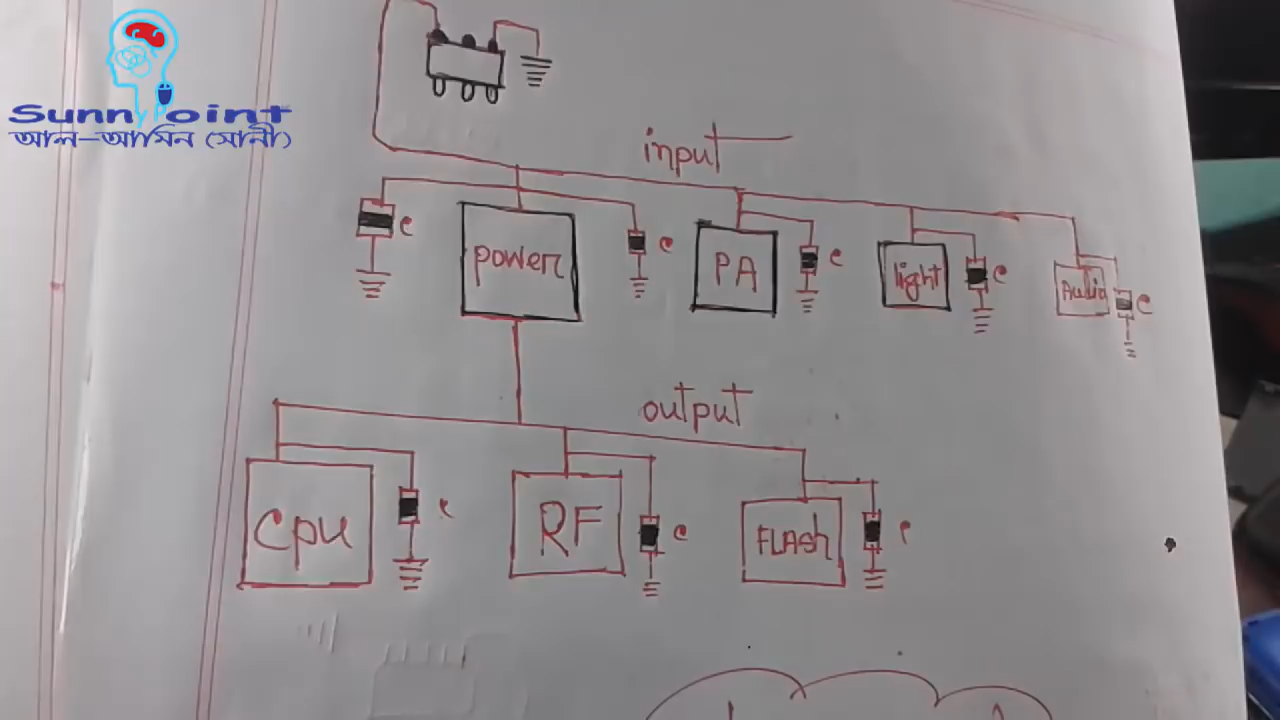 Sunny Point
আল-আমিন (সোনী)
input
c
power
c
PA
c
light
c
Audio
c
output
cpu
c
RF
c
FLASh
c